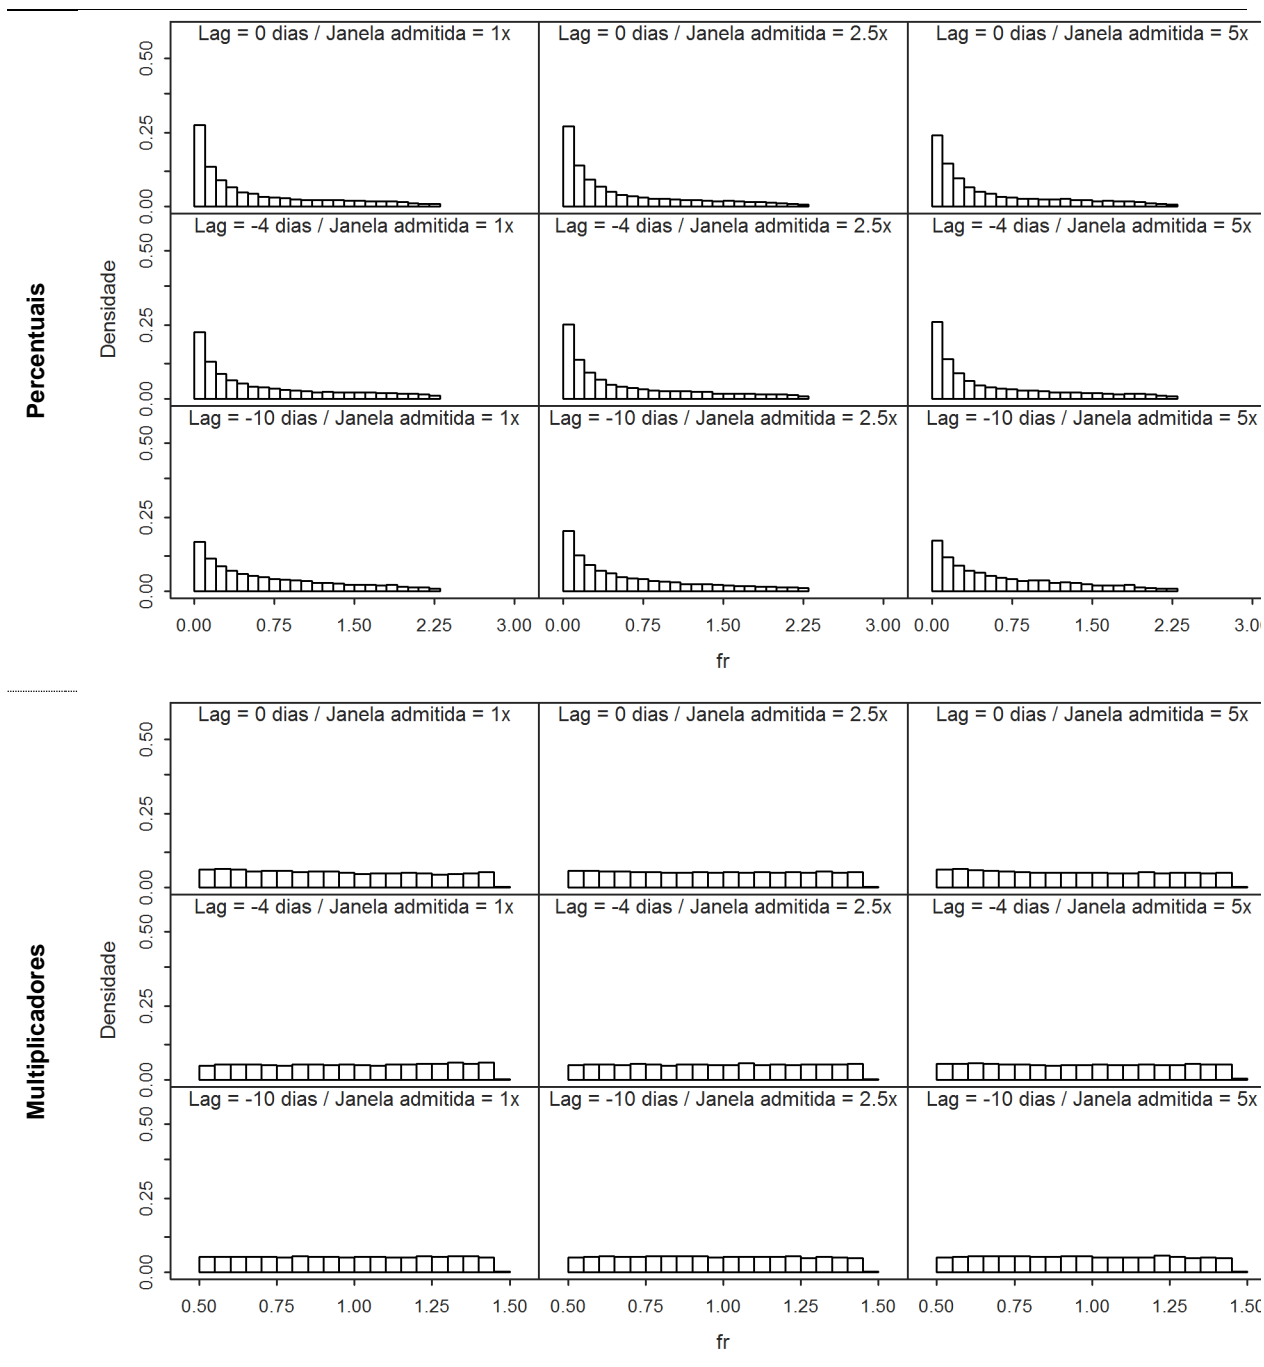 Percentuais
Densidade
Lag = 0 dias / Janela admitida = 1x
Lag = 0 dias / Janela admitida = 2.5x
Lag = 0 dias / Janela admitida = 5x
0.50
0.25
0.00
Lag = -4 dias / Janela admitida = 1x
Lag = -4 dias / Janela admitida = 2.5x
Lag = -4 dias / Janela admitida = 5x
0.50
0.25
0.00
Lag = -10 dias / Janela admitida = 1x
Lag = -10 dias / Janela admitida = 2.5x
Lag = -10 dias / Janela admitida = 5x
0.50
0.25
0.00
0.00 0.75 1.50 2.25 3.00 0.00 0.75 1.50 2.25 3.00 0.00 0.75 1.50 2.25 3.00
fr
Multiplicadores
Densidade
Lag = 0 dias / Janela admitida = 1x
Lag = 0 dias / Janela admitida = 2.5x
Lag = 0 dias / Janela admitida = 5x
0.50
0.25
0.00
Lag = -4 dias / Janela admitida = 1x
Lag = -4 dias / Janela admitida = 2.5x
Lag = -4 dias / Janela admitida = 5x
0.50
0.25
0.00
Lag = -10 dias / Janela admitida = 1x
Lag = -10 dias / Janela admitida = 2.5x
Lag = -10 dias / Janela admitida = 5x
0.50
0.25
0.00
0.50 0.75 1.00 1.25 1.50 0.50 0.75 1.00 1.25 1.50 0.50 0.75 1.00 1.25 1.50
fr